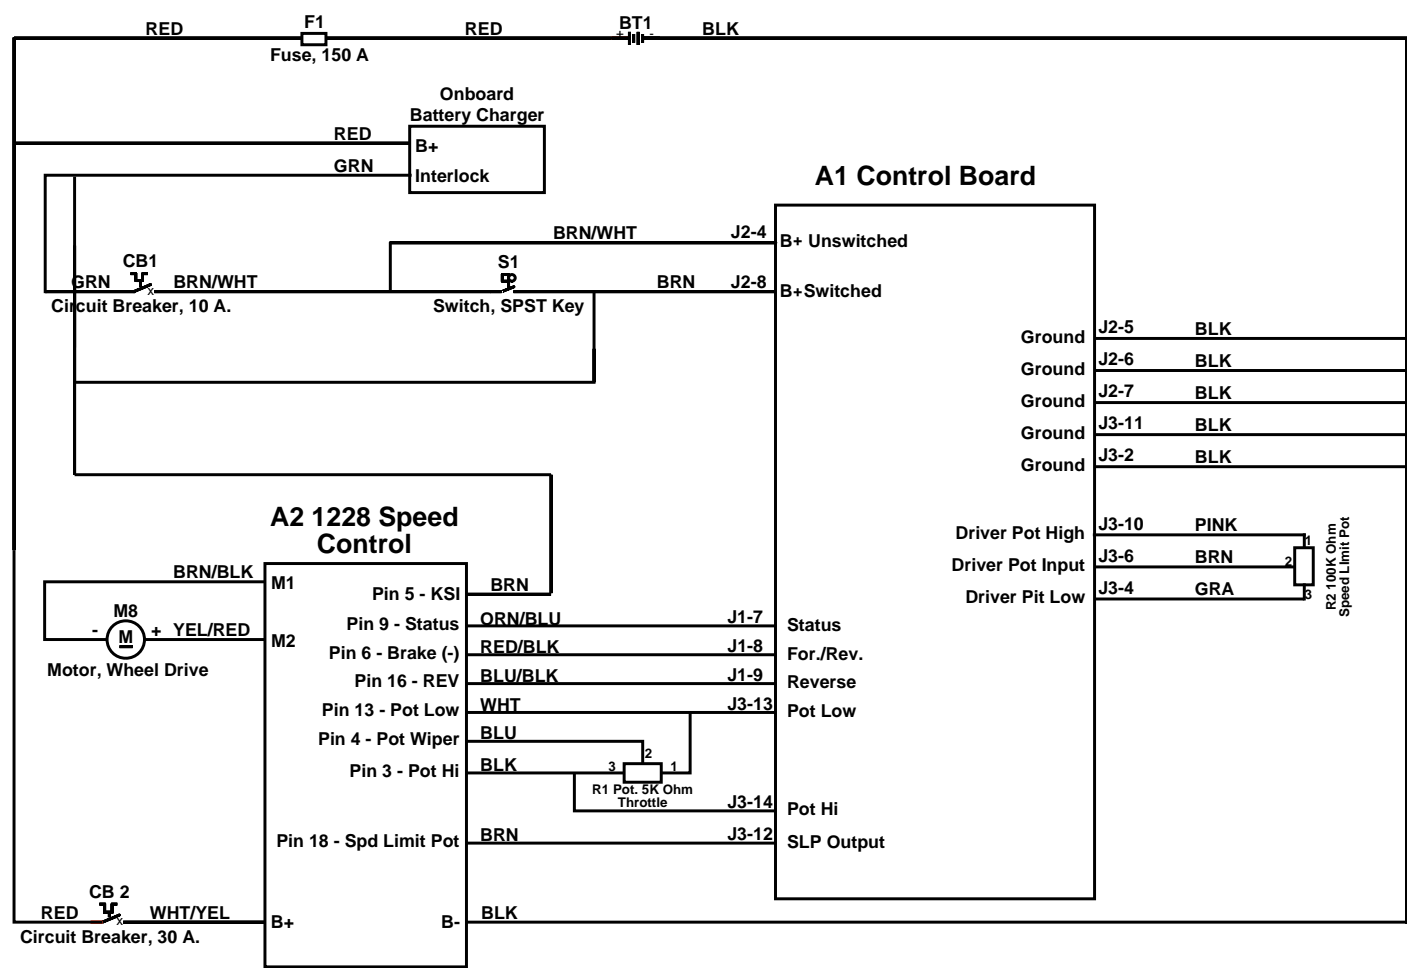 RED F1 RED BT1 BLK
+ -
Fuse, 150 A
Onboard
Battery Charger
RED B+
GRN Interlock
A1 Control Board
BRN/WHT J2-4 B+ Unswitched
CB1 S1
GRN BRN/WHT BRN J2-8 B+Switched
x
Circuit Breaker, 10 A. Switch, SPST Key
Ground J2-5 BLK
Ground J2-6 BLK
Ground J2-7 BLK
Ground J3-11 BLK
Ground J3-2 BLK
A2 1228 Speed
Control
Driver Pot High J3-10 PINK 1
Driver Pot Input J3-6 BRN 2
Driver Pit Low J3-4 GRA 3
R2 100K Ohm
Speed LImit Pot
BRN/BLK M1
Pin 5 - KSI BRN
M8
- M + YEL/RED M2
Motor, Wheel Drive
Pin 9 - Status ORN/BLU J1-7 Status
Pin 6 - Brake (-) RED/BLK J1-8 For./Rev.
Pin 16 - REV BLU/BLK J1-9 Reverse
Pin 13 - Pot Low WHT J3-13 Pot Low
Pin 4 - Pot Wiper BLU 2
Pin 3 - Pot Hi BLK 3 1
R1 Pot. 5K Ohm
Throttle
J3-14 Pot Hi
Pin 18 - Spd Limit Pot BRN J3-12 SLP Output
CB 2
RED x WHT/YEL B+ B- BLK
Circuit Breaker, 30 A.